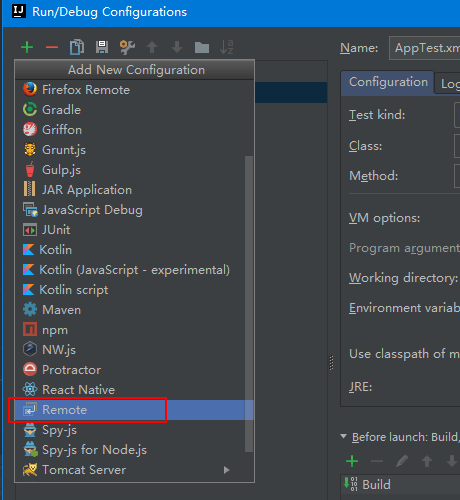 Run/Debug Configurations
Add New Configuration
Firefox Remote
Gradle
Griffon
Grunt.js
Gulp.js
JAR Application
JavaScript Debug
JUnit
Kotlin
Kotlin (JavaScript - experimental)
Kotlin script
Maven
npm
NW.js
Protractor
React Native
Remote
Spy-js
Spy-js for Node.js
Tomcat Server
Name: AppTest.xm
Configuration Log
Test kind:
Class:
Method:
VM options:
Program argumen
Working directory:
Environment variab
Use classpath of m
JRE:
Before launch: Build,
Build